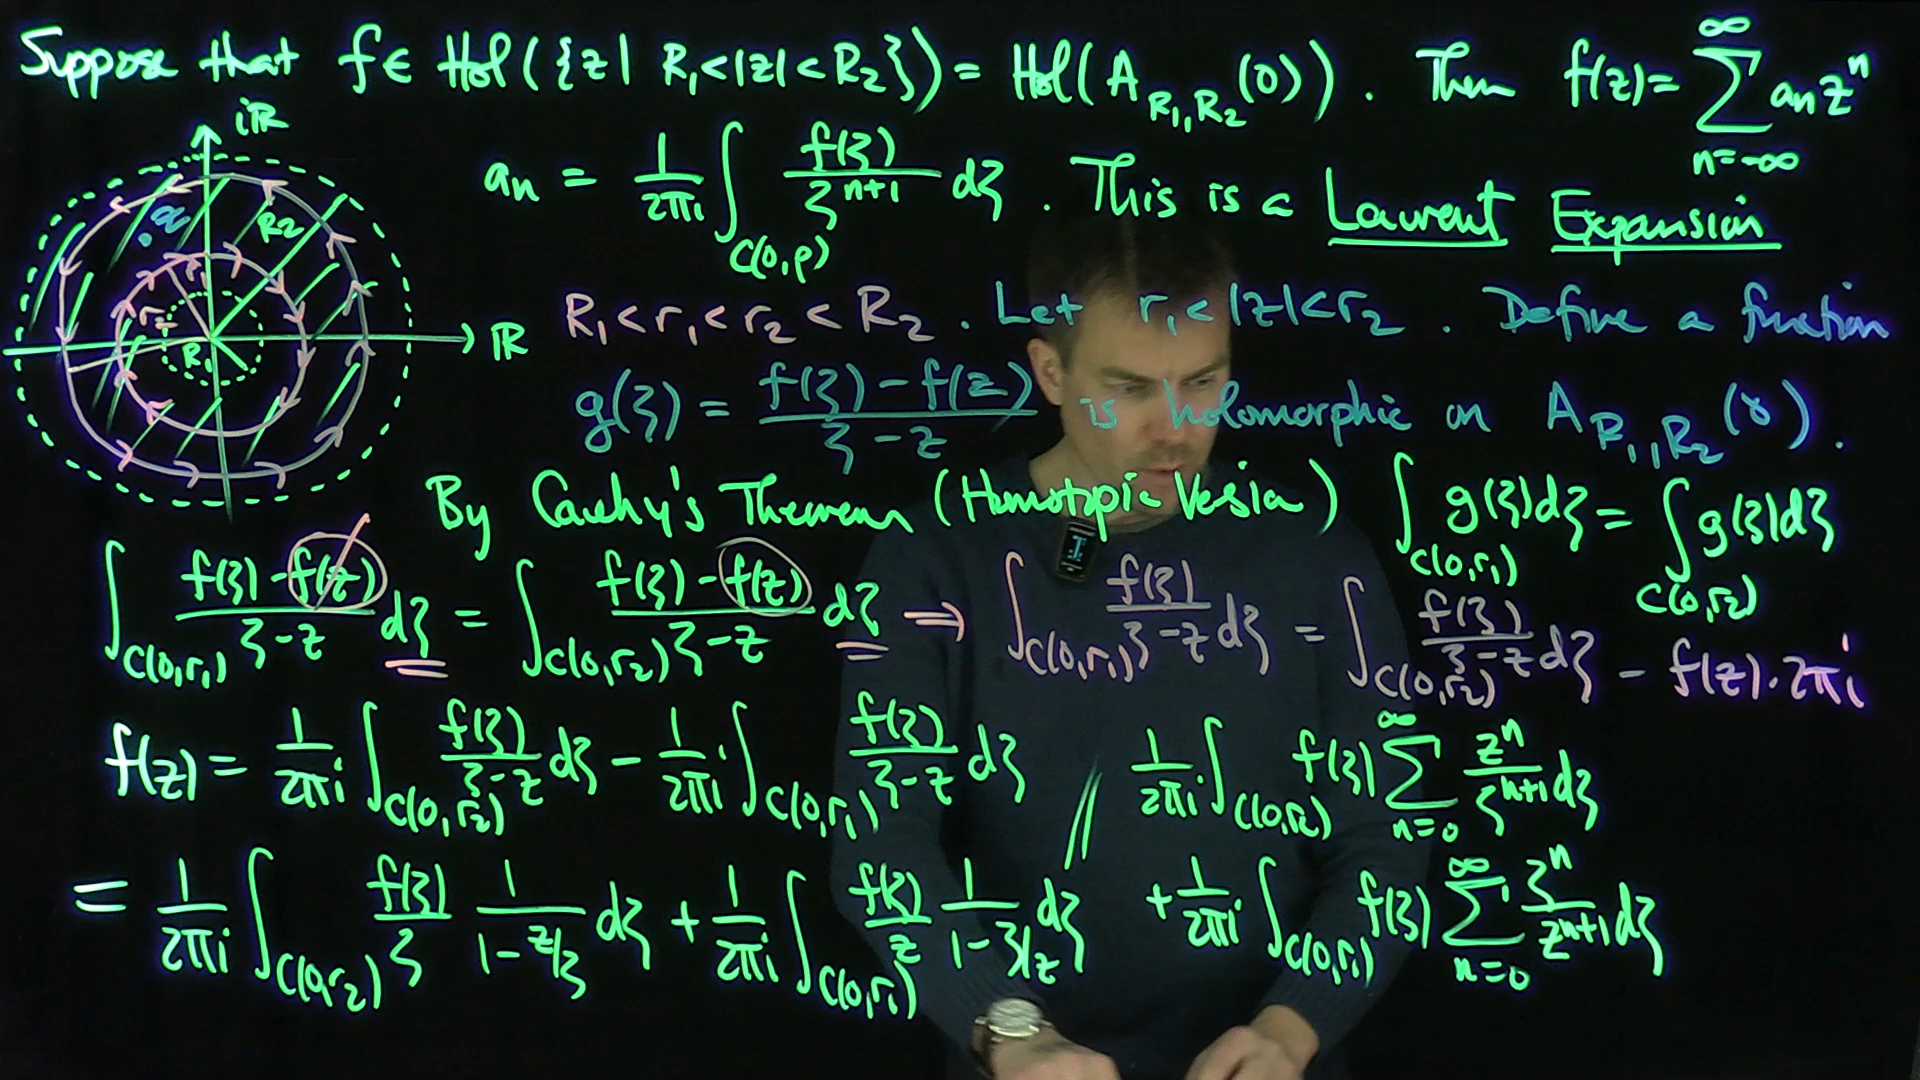 Suppose that f ∈ Hol({z | R₁<|z|<R₂}) = Hol(A_{R₁,R₂}(0)). Then f(z) = ∑_{n=-∞}^{∞} aₙzⁿ
iℝ
aₙ = 1/(2πi) ∫_{C(0,ρ)} f(ζ)/ζ^{n+1} dζ. This is a Laurent Expansion
.z R2
r₁
r₂
R₁
ℝ
R₁<r₁<r₂<R₂. Let r₁<|z|<r₂. Define a function
g(ζ) = (f(ζ) - f(z))/(ζ - z) is holomorphic on A_{R₁,R₂}(0).
By Cauchy's Theorem (Homotopic Version) ∫_{C(0,r₁)} g(ζ)dζ = ∫_{C(0,r₂)} g(ζ)dζ
∫_{C(0,r₁)} (f(ζ) - f(z))/(ζ - z) dζ = ∫_{C(0,r₂)} (f(ζ) - f(z))/(ζ - z) dζ ⇒ ∫_{C(0,r₁)} f(ζ)/(ζ - z) dζ = ∫_{C(0,r₂)} f(ζ)/(ζ - z) dζ - f(z)·2πi
f(z) = 1/(2πi) ∫_{C(0,r₂)} f(ζ)/(ζ - z) dζ - 1/(2πi) ∫_{C(0,r₁)} f(ζ)/(ζ - z) dζ // 1/(2πi) ∫_{C(0,r₂)} f(ζ) ∑_{n=0}^{∞} zⁿ/ζ^{n+1} dζ
= 1/(2πi) ∫_{C(0,r₂)} f(ζ)/ζ 1/(1 - z/ζ) dζ + 1/(2πi) ∫_{C(0,r₁)} f(ζ)/z 1/(1 - ζ/z) dζ + 1/(2πi) ∫_{C(0,r₁)} f(ζ) ∑_{n=0}^{∞} ζⁿ/z^{n+1} dζ